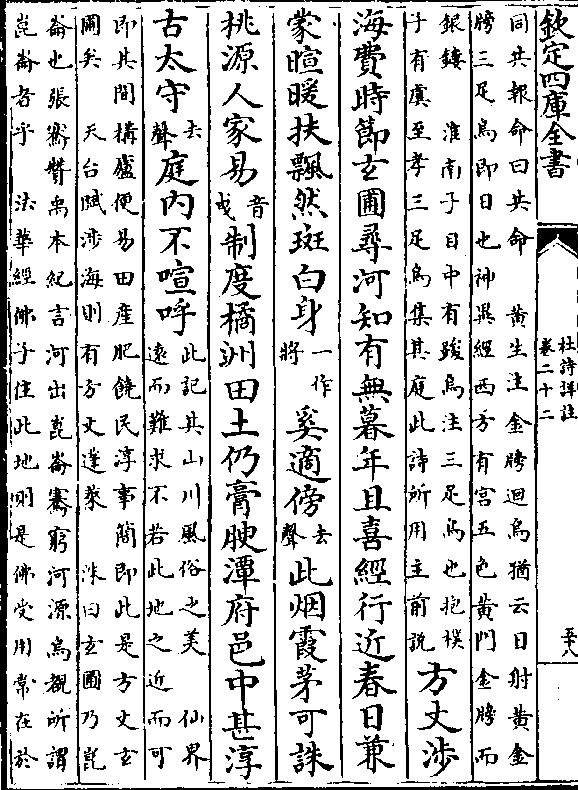 欽定四庫全書
杜詩詳註
卷二十二
五十八
同共報命曰共命 黃生注金牓迴烏猶云日射黃金
牓三足烏即日也神異經西方有宮五色黃門金牓而
銀鏤 淮南子日中有踆烏注三足烏也抱樸
子有虞至孝三足烏集其庭此詩所用主前說
方丈涉
海費時節玄圃尋河知有無暮年且喜經行近春日兼
蒙暄暖扶飄然斑白身一作將奚適傍去聲此烟霞茅可誅
桃源人家易音曳制度橘洲田土仍膏腴潭府邑中甚淳
古太守去聲庭內不喧呼
此記其山川風俗之美 仙界
遠而難求不若此地之近而可
即其間構廬便易田產肥饒民淳事簡即此是方丈玄
圃矣 天台賦涉海則有方丈蓬萊 洙曰玄圃乃崑
崙也張騫贊禹本紀言河出崑崙騫窮河源烏覩所謂
崑崙者乎 法華經佛子住此地則是佛受用常在於